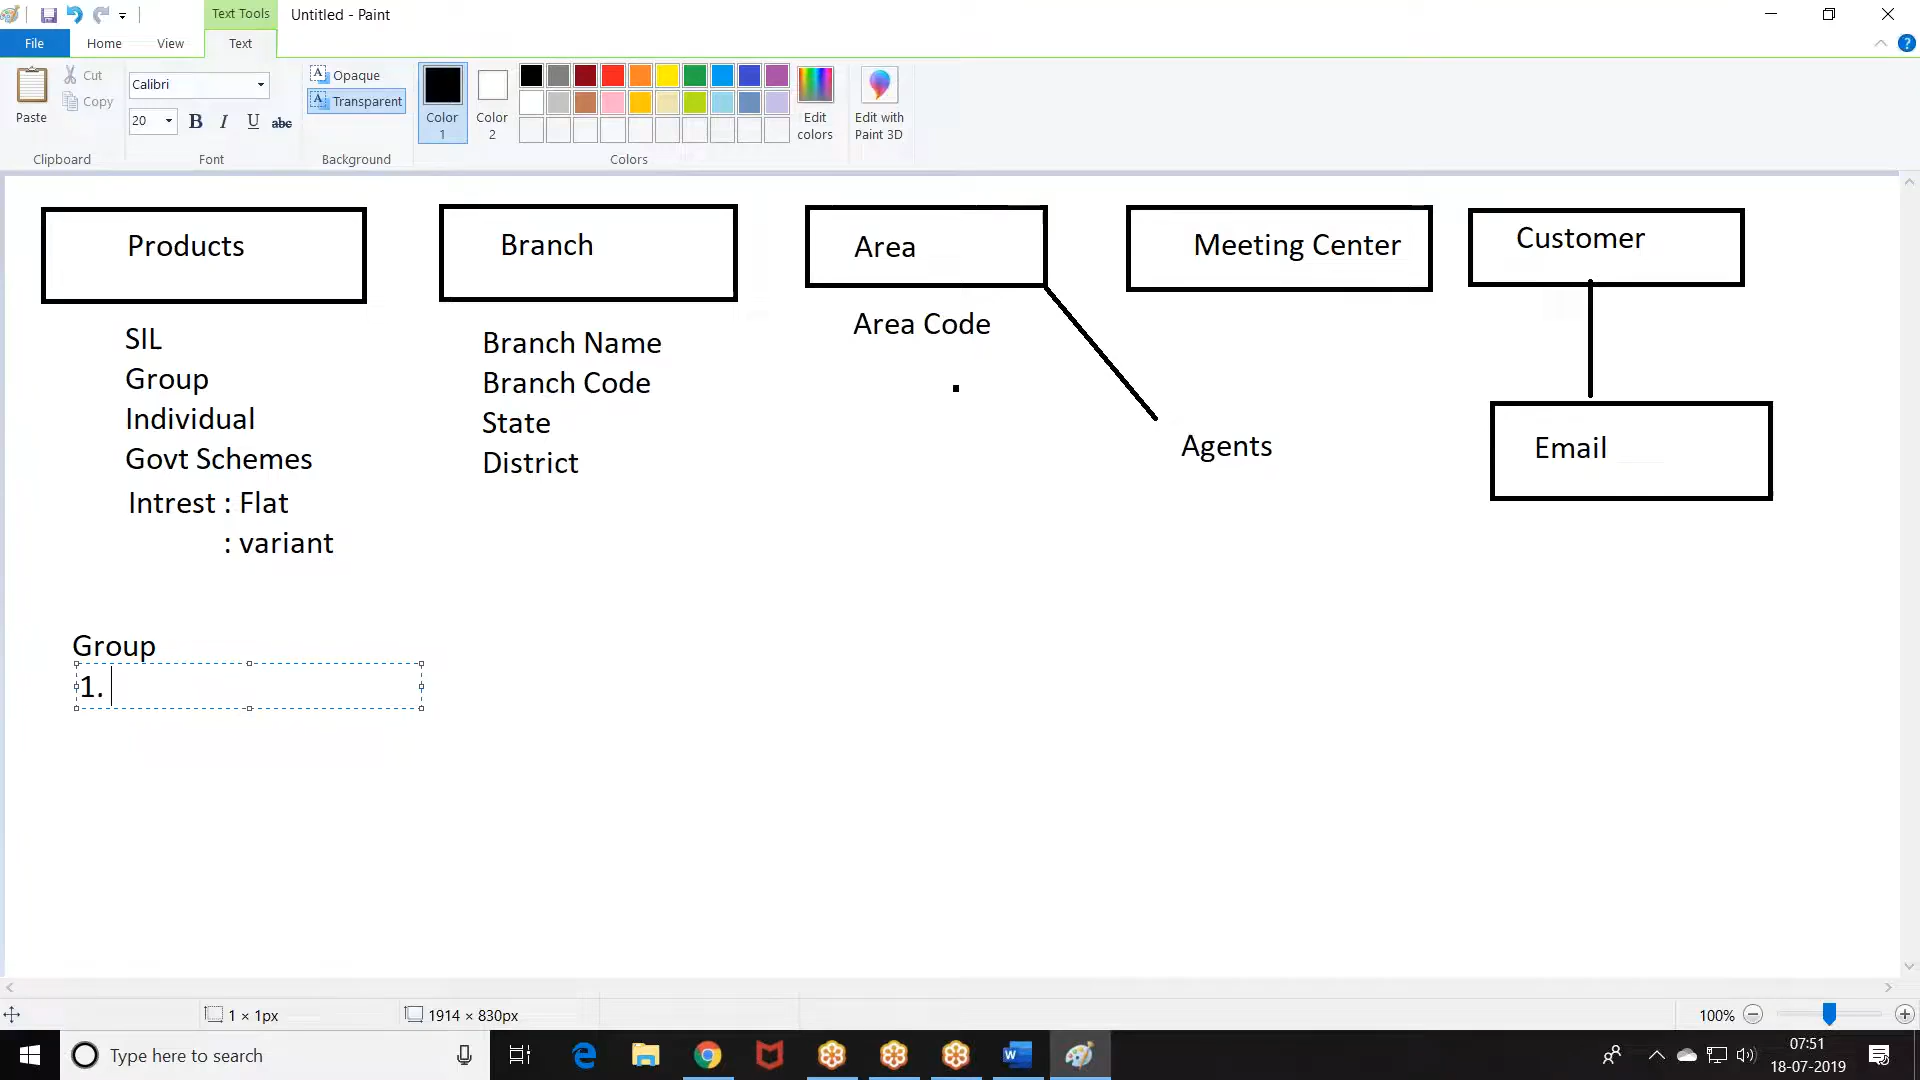 Text Tools
Untitled - Paint
File
Home
View
Text
Paste
Cut
Copy
Clipboard
Calibri
20
B I U abc
Font
Opaque
Transparent
Background
Color 1
Color 2
Edit colors
Colors
Edit with Paint 3D
Products
Branch
Area
Meeting Center
Customer
SIL
Group
Individual
Govt Schemes
Intrest : Flat
: variant
Branch Name
Branch Code
State
District
Area Code
Agents
Email
Group
1.
1 × 1px
1914 × 830px
100%
Type here to search
07:51
18-07-2019